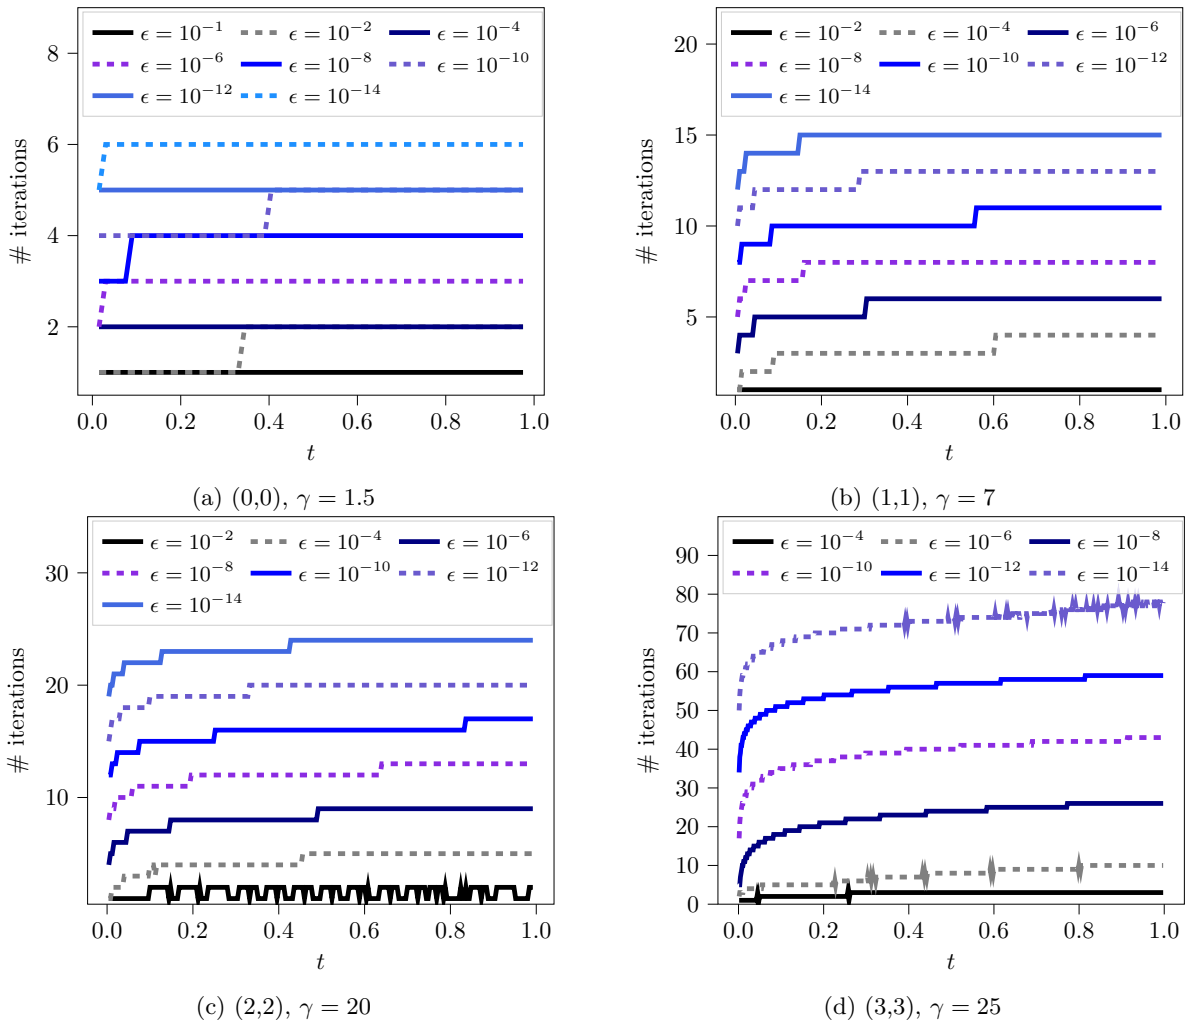 ϵ = 10⁻¹ ϵ = 10⁻² ϵ = 10⁻⁴
ϵ = 10⁻⁶ ϵ = 10⁻⁸ ϵ = 10⁻¹⁰
ϵ = 10⁻¹² ϵ = 10⁻¹⁴
8
6
4
2
# iterations
0.0 0.2 0.4 0.6 0.8 1.0
t
(a) (0,0), γ = 1.5
ϵ = 10⁻² ϵ = 10⁻⁴ ϵ = 10⁻⁶
ϵ = 10⁻⁸ ϵ = 10⁻¹⁰ ϵ = 10⁻¹²
ϵ = 10⁻¹⁴
20
15
10
5
# iterations
0.0 0.2 0.4 0.6 0.8 1.0
t
(b) (1,1), γ = 7
ϵ = 10⁻² ϵ = 10⁻⁴ ϵ = 10⁻⁶
ϵ = 10⁻⁸ ϵ = 10⁻¹⁰ ϵ = 10⁻¹²
ϵ = 10⁻¹⁴
30
20
10
# iterations
0.0 0.2 0.4 0.6 0.8 1.0
t
(c) (2,2), γ = 20
ϵ = 10⁻⁴ ϵ = 10⁻⁶ ϵ = 10⁻⁸
ϵ = 10⁻¹⁰ ϵ = 10⁻¹² ϵ = 10⁻¹⁴
90
80
70
60
50
40
30
20
10
0
# iterations
0.0 0.2 0.4 0.6 0.8 1.0
t
(d) (3,3), γ = 25